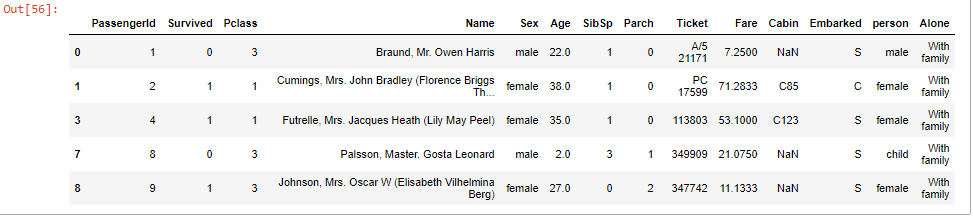 Out[56]:
PassengerId Survived Pclass Name Sex Age SibSp Parch Ticket Fare Cabin Embarked person Alone
0 1 0 3 Braund, Mr. Owen Harris male 22.0 1 0 A/5 21171 7.2500 NaN S male With family
1 2 1 1 Cumings, Mrs. John Bradley (Florence Briggs Th... female 38.0 1 0 PC 17599 71.2833 C85 C female With family
3 4 1 1 Futrelle, Mrs. Jacques Heath (Lily May Peel) female 35.0 1 0 113803 53.1000 C123 S female With family
7 8 0 3 Palsson, Master. Gosta Leonard male 2.0 3 1 349909 21.0750 NaN S child With family
8 9 1 3 Johnson, Mrs. Oscar W (Elisabeth Vilhelmina Berg) female 27.0 0 2 347742 11.1333 NaN S female With family